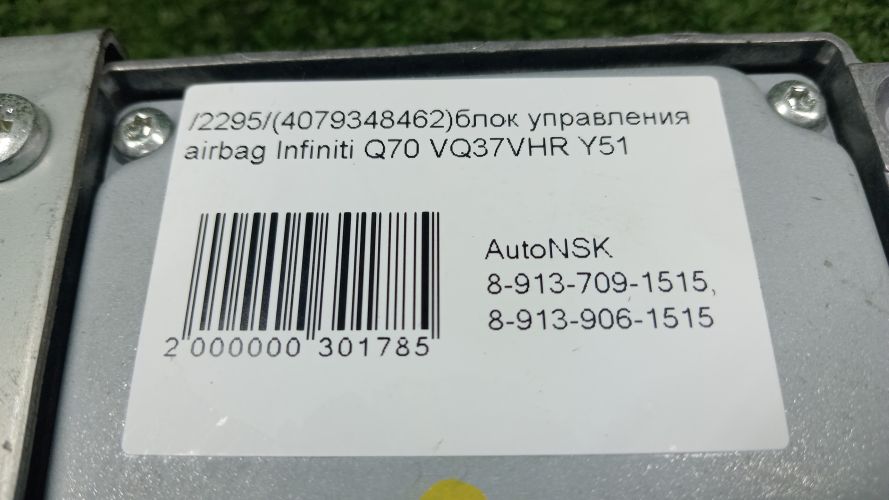 /2295/(4079348462)блок управления
airbag Infiniti Q70 VQ37VHR Y51
AutoNSK
8-913-709-1515,
8-913-906-1515
2 000000 301785